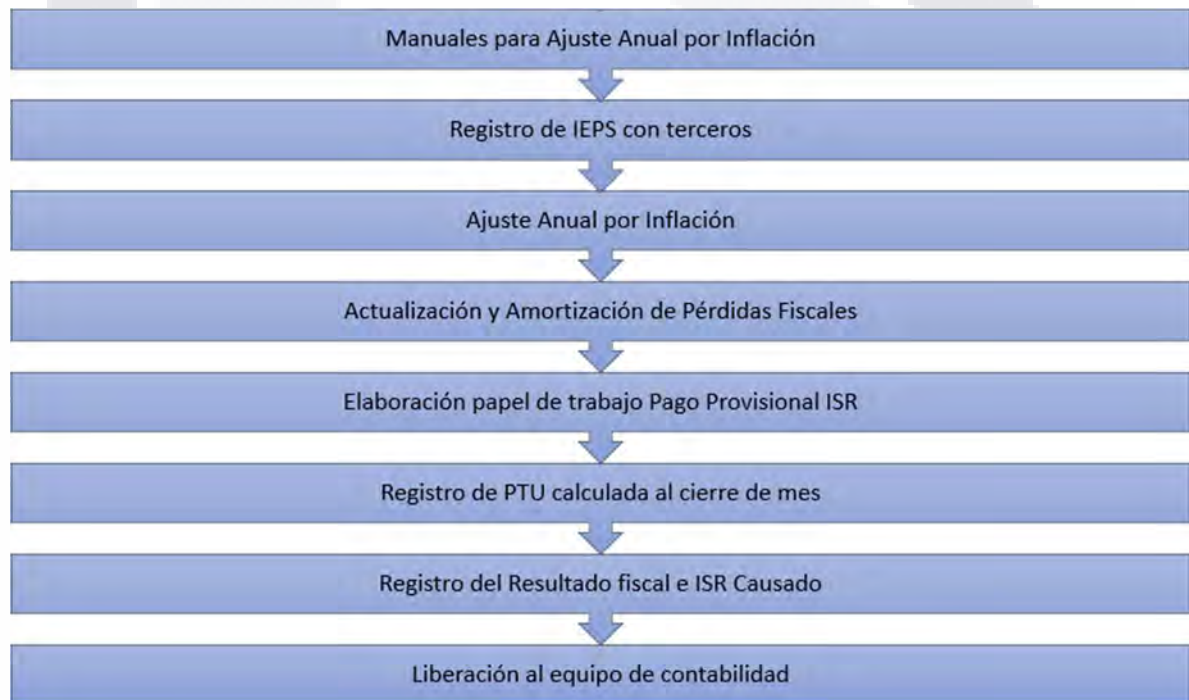 Manuales para Ajuste Anual por Inflación
Registro de IEPS con terceros
Ajuste Anual por Inflación
Actualización y Amortización de Pérdidas Fiscales
Elaboración papel de trabajo Pago Provisional ISR
Registro de PTU calculada al cierre de mes
Registro del Resultado fiscal e ISR Causado
Liberación al equipo de contabilidad